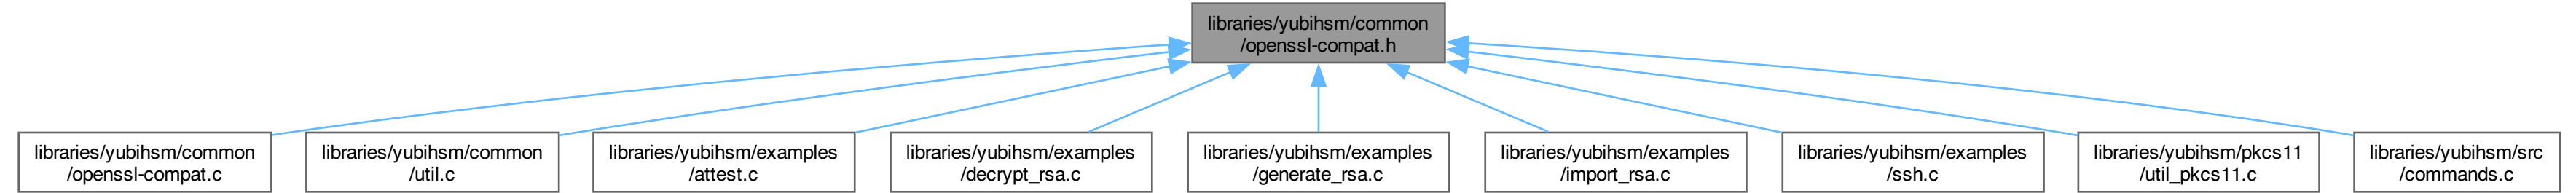 libraries/yubihsm/common
/openssl-compat.h
libraries/yubihsm/common
/openssl-compat.c
libraries/yubihsm/common
/util.c
libraries/yubihsm/examples
/attest.c
libraries/yubihsm/examples
/decrypt_rsa.c
libraries/yubihsm/examples
/generate_rsa.c
libraries/yubihsm/examples
/import_rsa.c
libraries/yubihsm/examples
/ssh.c
libraries/yubihsm/pkcs11
/util_pkcs11.c
libraries/yubihsm/src
/commands.c